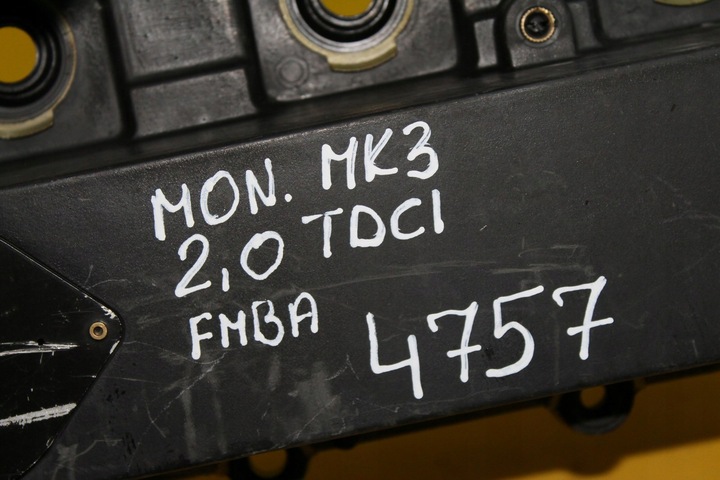 MON. MK3
2,0 TDCI
FMBA
4757